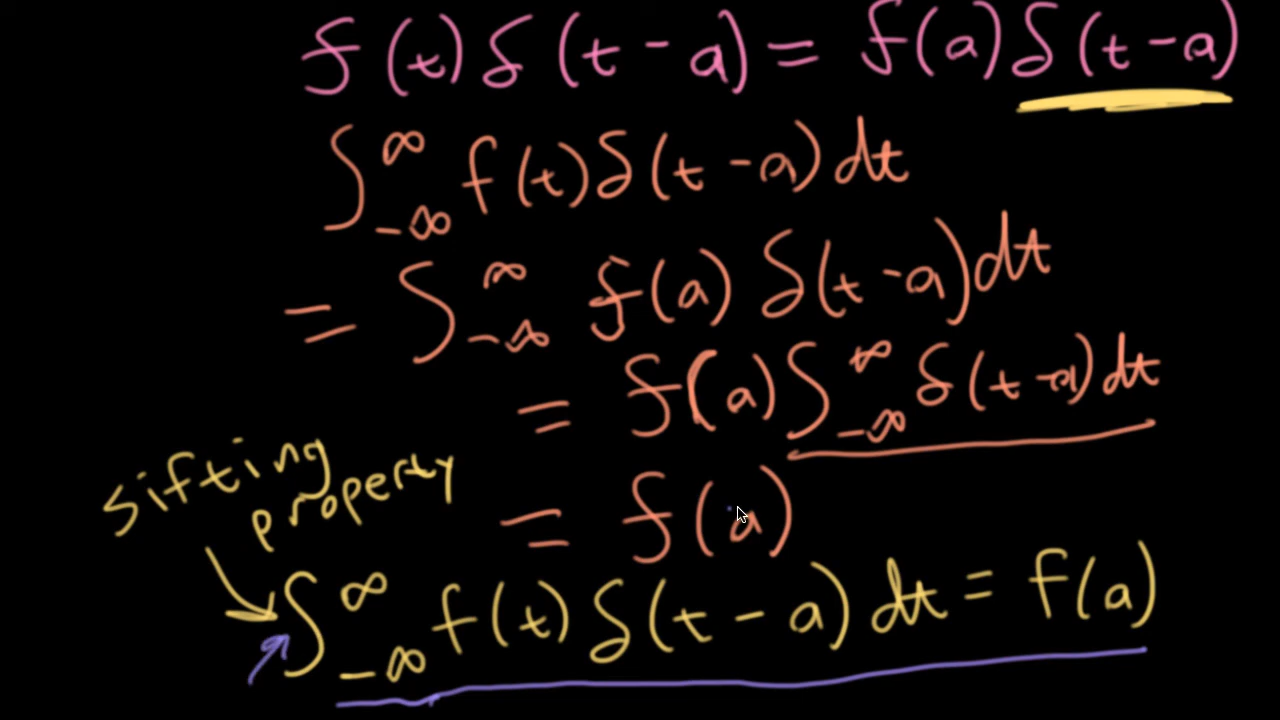 f(t)δ(t-a) = f(a)δ(t-a)
∫_{-∞}^{∞} f(t)δ(t-a)dt
= ∫_{-∞}^{∞} f(a) δ(t-a)dt
= f(a)∫_{-∞}^{∞} δ(t-a)dt
sifting property
= f(a)
∫_{-∞}^{∞} f(t)δ(t-a)dt = f(a)